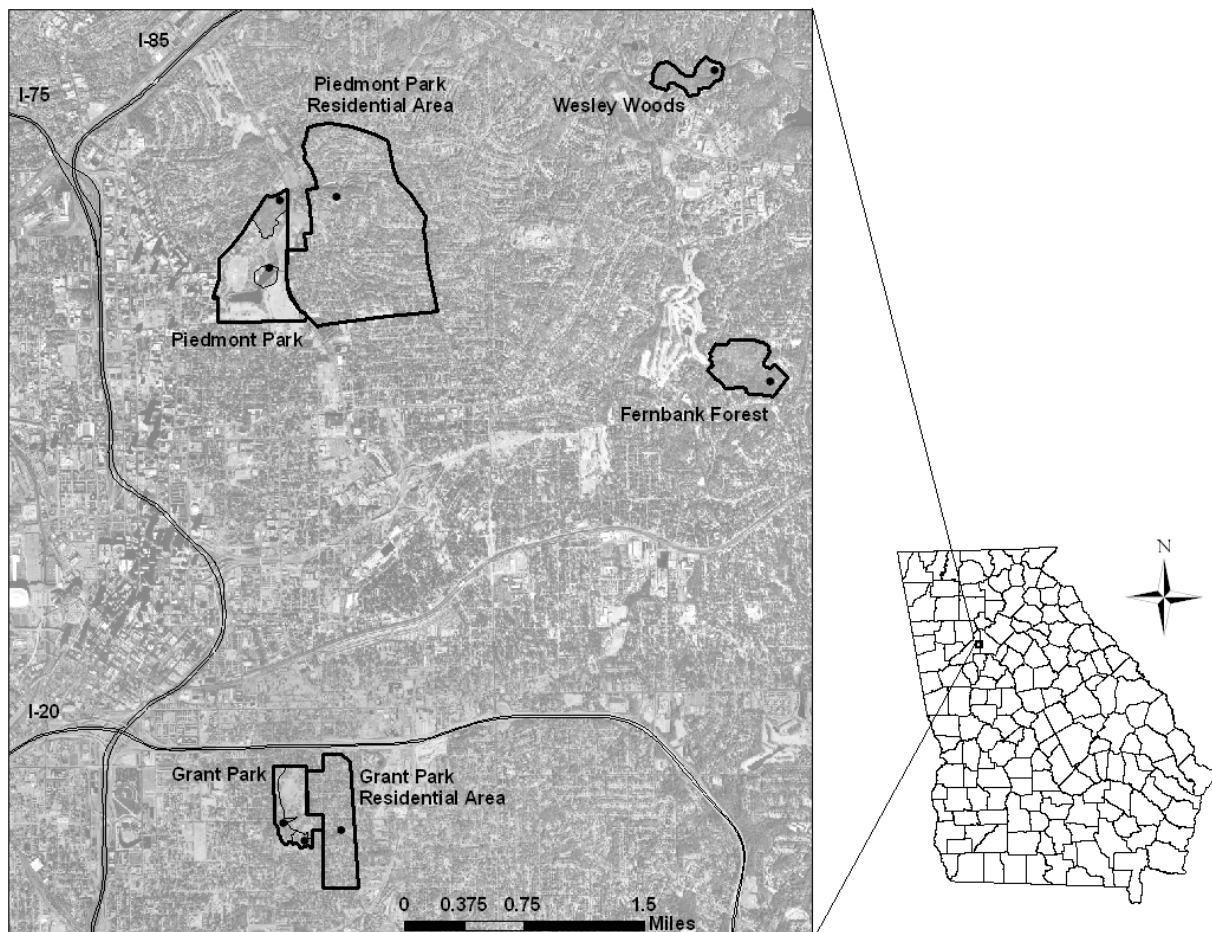 I-85
I-75
Piedmont Park
Residential Area
Wesley Woods
Piedmont Park
Fernbank Forest
N
I-20
Grant Park
Grant Park
Residential Area
0 0.375 0.75 1.5
Miles